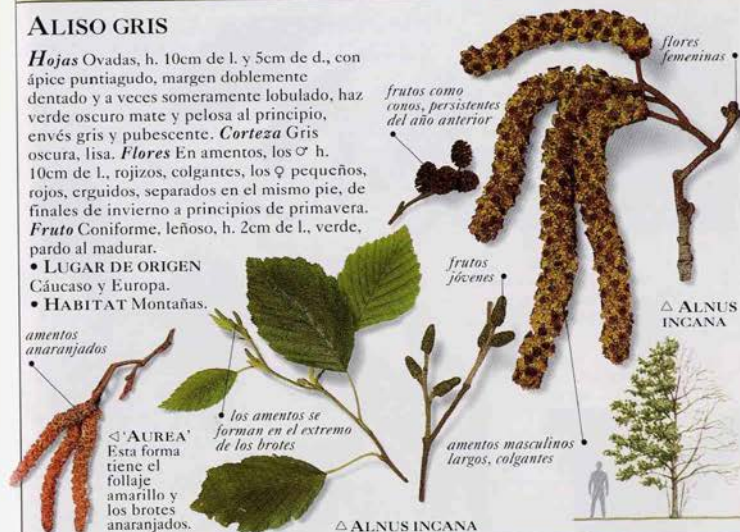 ALISO GRIS
Hojas Ovadas, h. 10cm de l. y 5cm de d., con
ápice puntiagudo, margen doblemente
dentado y a veces someramente lobulado, haz
verde oscuro mate y pelosa al principio,
envés gris y pubescente. Corteza Gris
oscura, lisa. Flores En amentos, los ♂ h.
10cm de l., rojizos, colgantes, los ♀ pequeños,
rojos, erguidos, separados en el mismo pie, de
finales de invierno a principios de primavera.
Fruto Coniforme, leñoso, h. 2cm de l., verde,
pardo al madurar.
• LUGAR DE ORIGEN
Cáucaso y Europa.
• HABITAT Montañas.
frutos como
conos, persistentes
del año anterior
flores
femeninas
frutos
jóvenes
△ ALNUS
INCANA
amentos
anaranjados
◁ 'AUREA'
Esta forma
tiene el
follaje
amarillo y
los brotes
anaranjados.
los amentos se
forman en el extremo
de los brotes
amentos masculinos
largos, colgantes
△ ALNUS INCANA